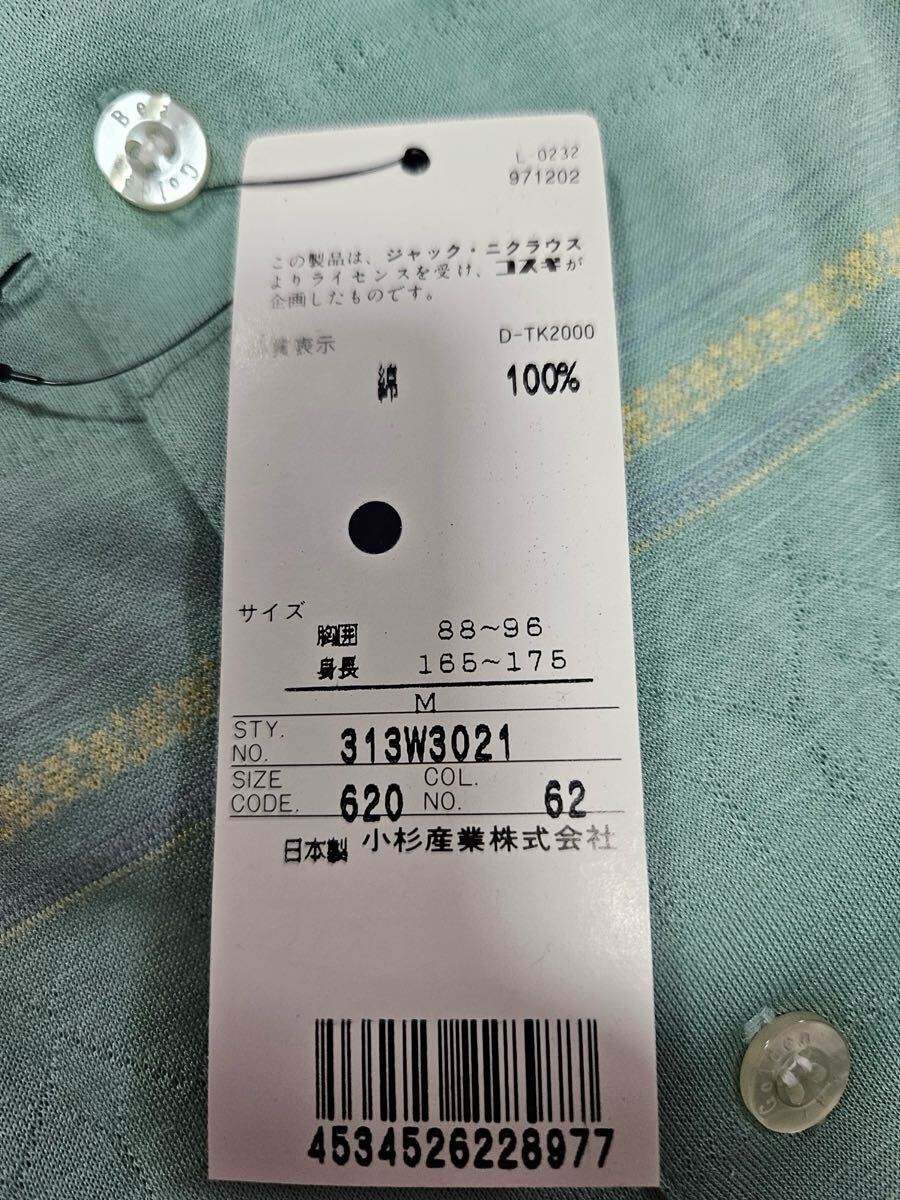 L-0232
971202
この製品は、ジャック・ニクラウス
よりライセンスを受け、コスギが
企画したものです。
質表示 D-TK2000
綿 100%
サイズ
胸囲 88~96
身長 165~175
M
STY. NO. 313W3021
SIZE CODE. 620 COL. NO. 62
日本製 小杉産業株式会社
4534526228977